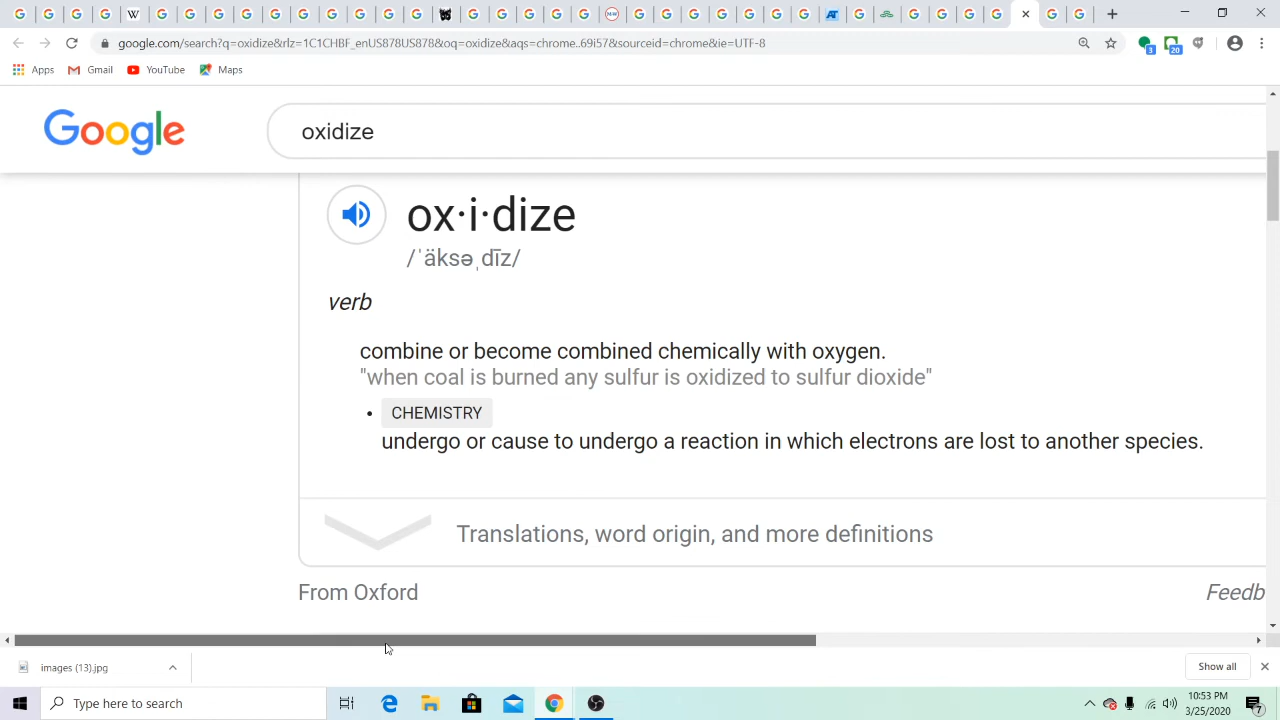 google.com/search?q=oxidize&rlz=1C1CHBF_enUS878US878&oq=oxidize&aqs=chrome..69i57&sourceid=chrome&ie=UTF-8
3
20
Apps
Gmail
YouTube
Maps
Google
oxidize
ox·i·dize
/ˈäksəˌdīz/
verb
combine or become combined chemically with oxygen.
"when coal is burned any sulfur is oxidized to sulfur dioxide"
• CHEMISTRY
undergo or cause to undergo a reaction in which electrons are lost to another species.
Translations, word origin, and more definitions
From Oxford
Feedb
images (13).jpg
Show all
Type here to search
10:53 PM
3/25/2020
7